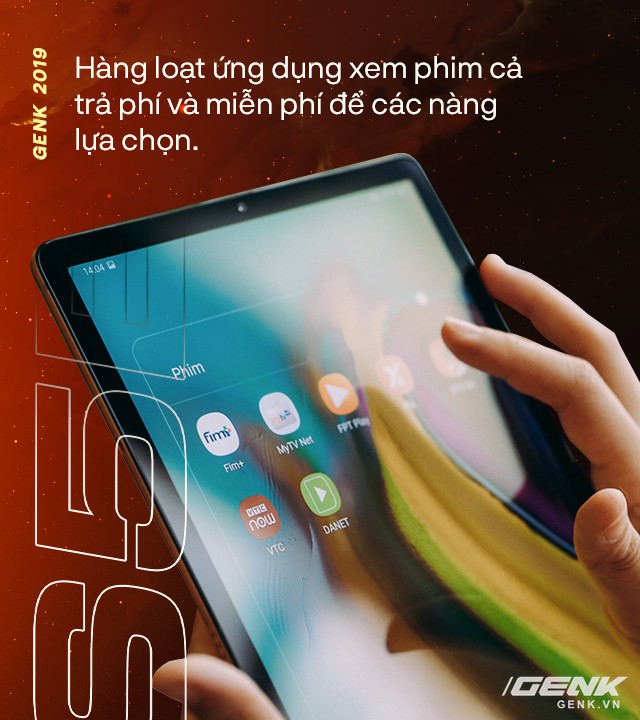 GENK 2019
Hàng loạt ứng dụng xem phim cả
trả phí và miễn phí để các nàng
lựa chọn.
14.04
Phim
Fim+
Fim+
MyTV Net
FPT Play
VTC
now
VTC
DANET
S5
/GENK
GENK.VN